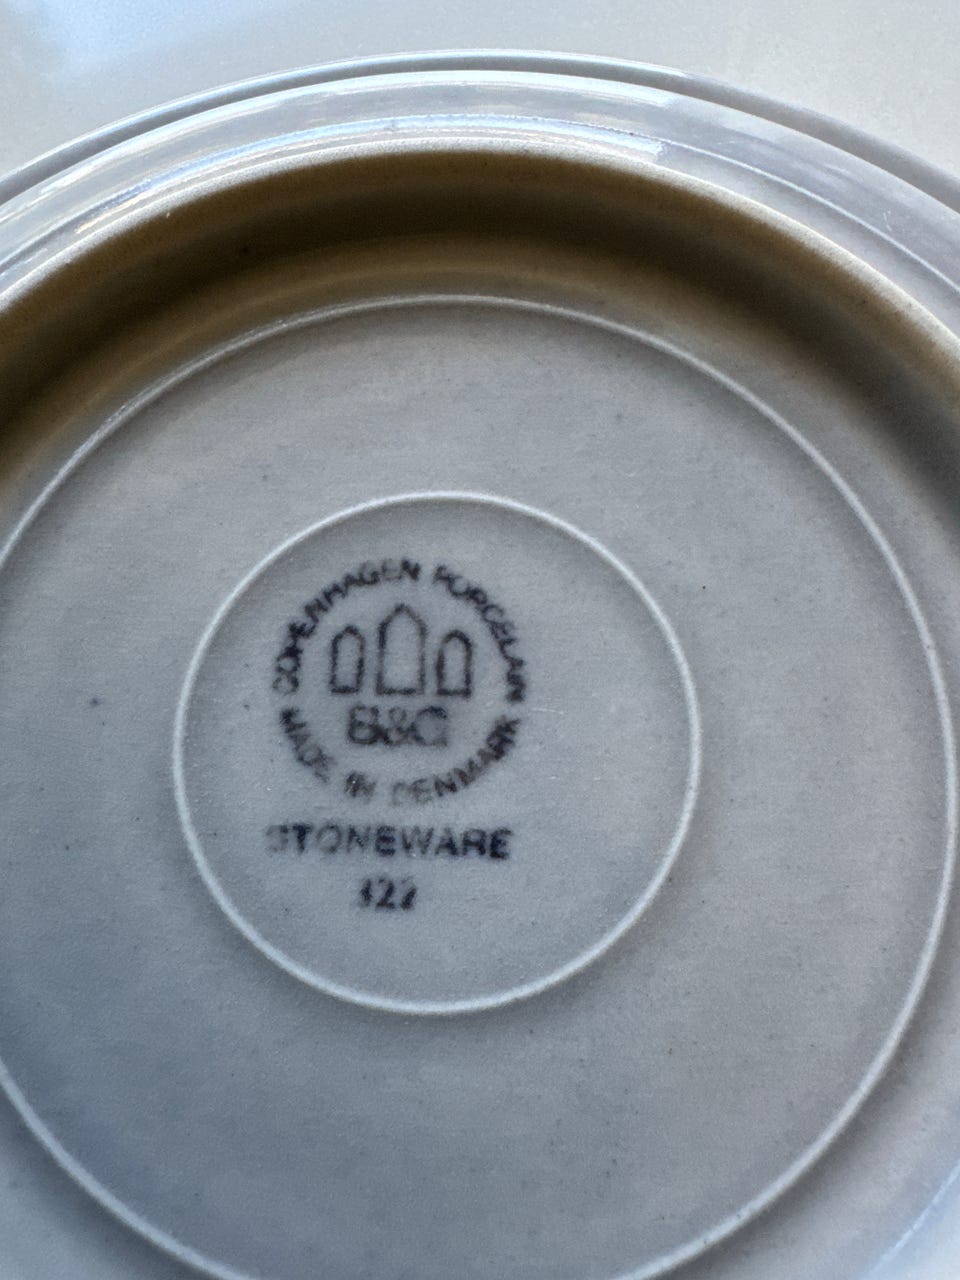 COPENHAGEN PORCELAIN
B&G
MADE IN DENMARK
STONEWARE